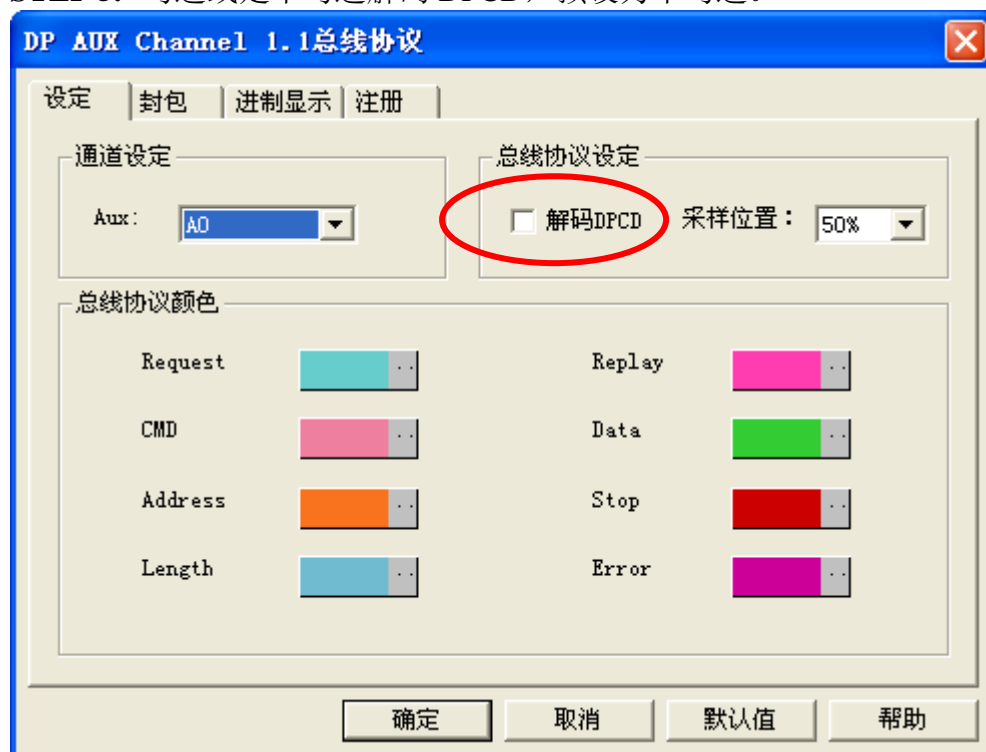 DP AUX Channel 1.1总线协议
设定 封包 进制显示 注册
通道设定 总线协议设定
Aux: A0 解码DPCD 采样位置： 50%
总线协议颜色
Request .. Replay ..
CMD .. Data ..
Address .. Stop ..
Length .. Error ..
确定 取消 默认值 帮助